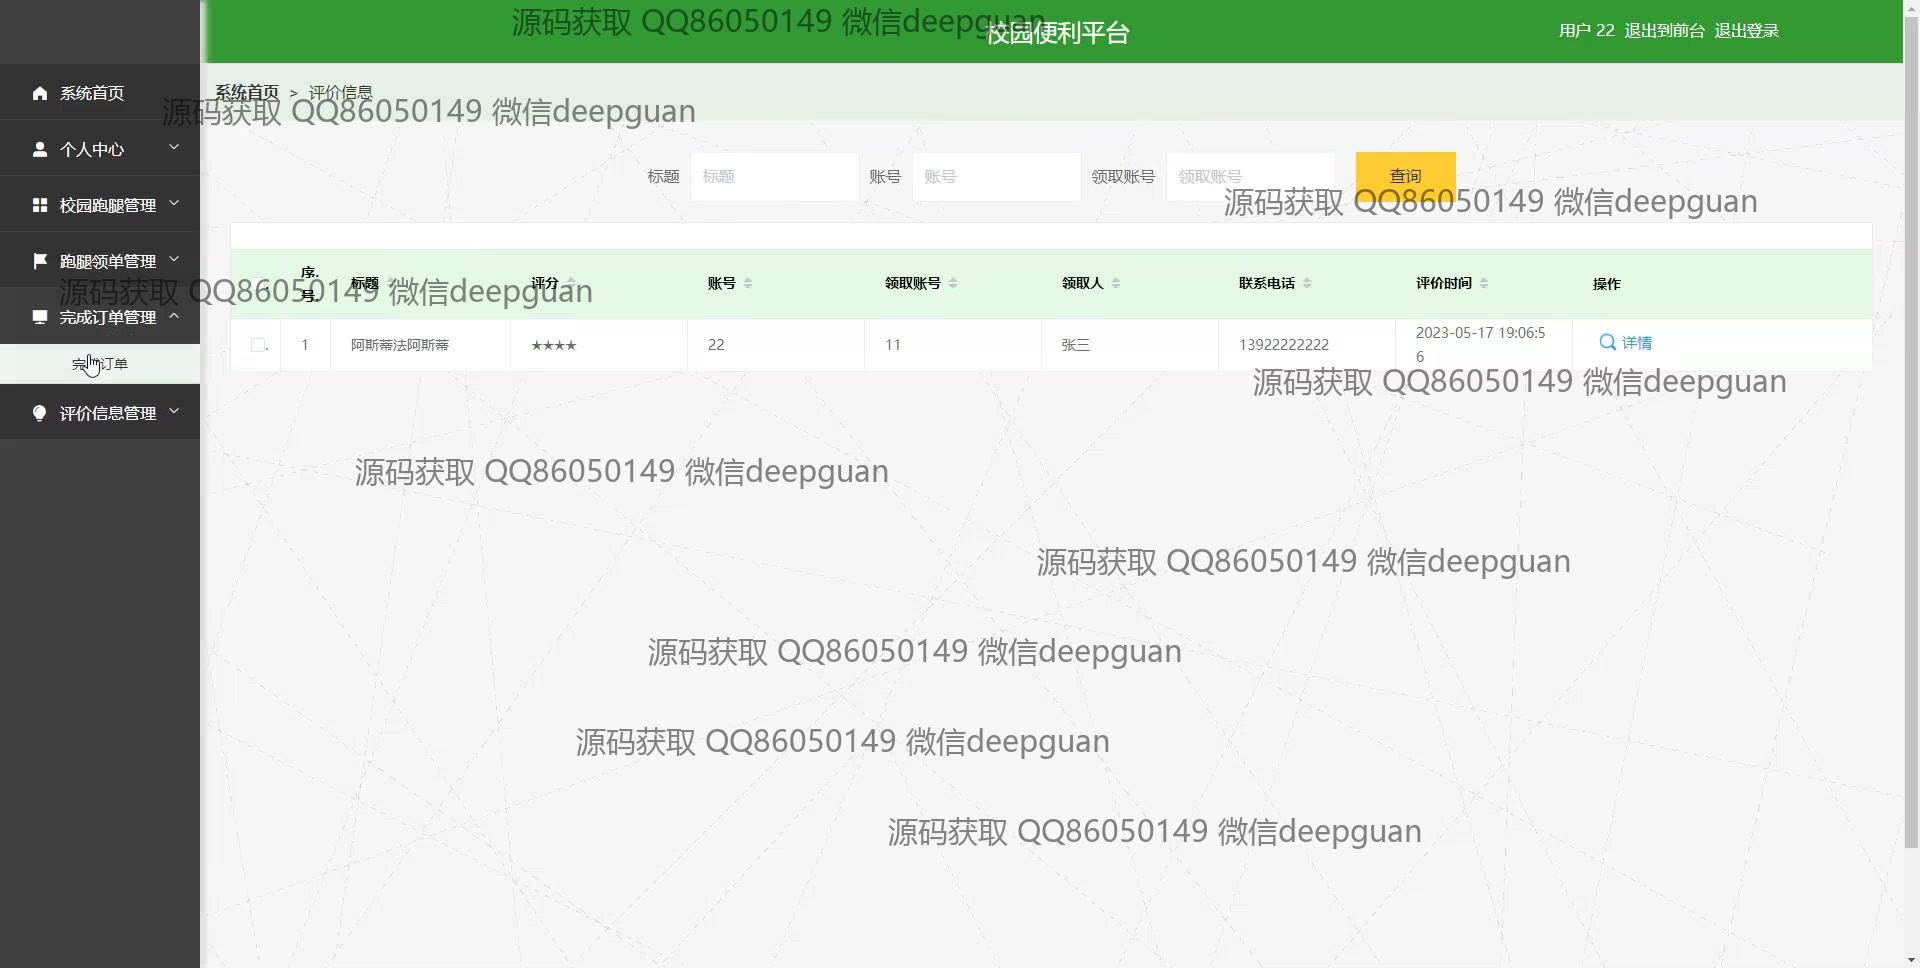 源码获取 QQ86050149 微信deepguan
校园便利平台
用户 22 退出到前台 退出登录
系统首页
个人中心
校园跑腿管理
跑腿领单管理
完成订单管理
完成订单
评价信息管理
系统首页 > 评价信息
源码获取 QQ86050149 微信deepguan
标题 标题 账号 账号 领取账号 领取账号 查询
源码获取 QQ86050149 微信deepguan
序号 标题 评分 账号 领取账号 领取人 联系电话 评价时间 操作
源码获取 QQ86050149 微信deepguan
1 阿斯蒂法阿斯蒂 ★★★★ 22 11 张三 13922222222 2023-05-17 19:06:5
6 详情
源码获取 QQ86050149 微信deepguan
源码获取 QQ86050149 微信deepguan
源码获取 QQ86050149 微信deepguan
源码获取 QQ86050149 微信deepguan
源码获取 QQ86050149 微信deepguan
源码获取 QQ86050149 微信deepguan